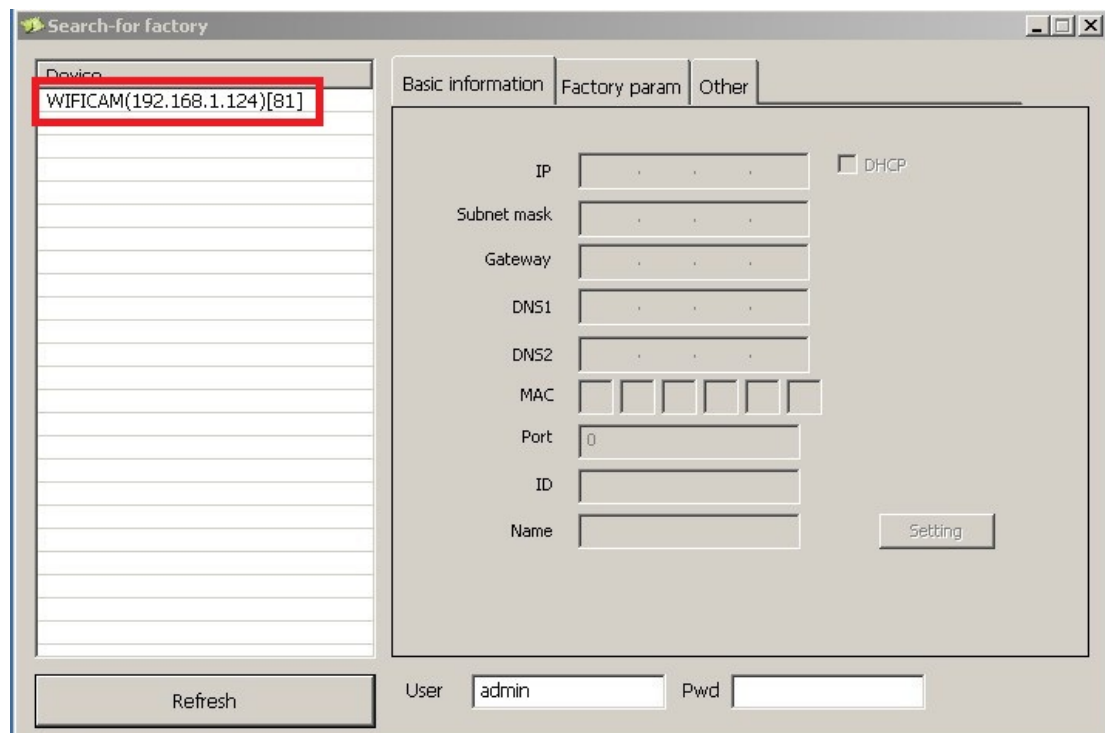 Search-for factory
Device
WIFICAM(192.168.1.124)[81]
Basic information
Factory param
Other
IP
DHCP
Subnet mask
Gateway
DNS1
DNS2
MAC
Port
0
ID
Name
Setting
Refresh
User
admin
Pwd